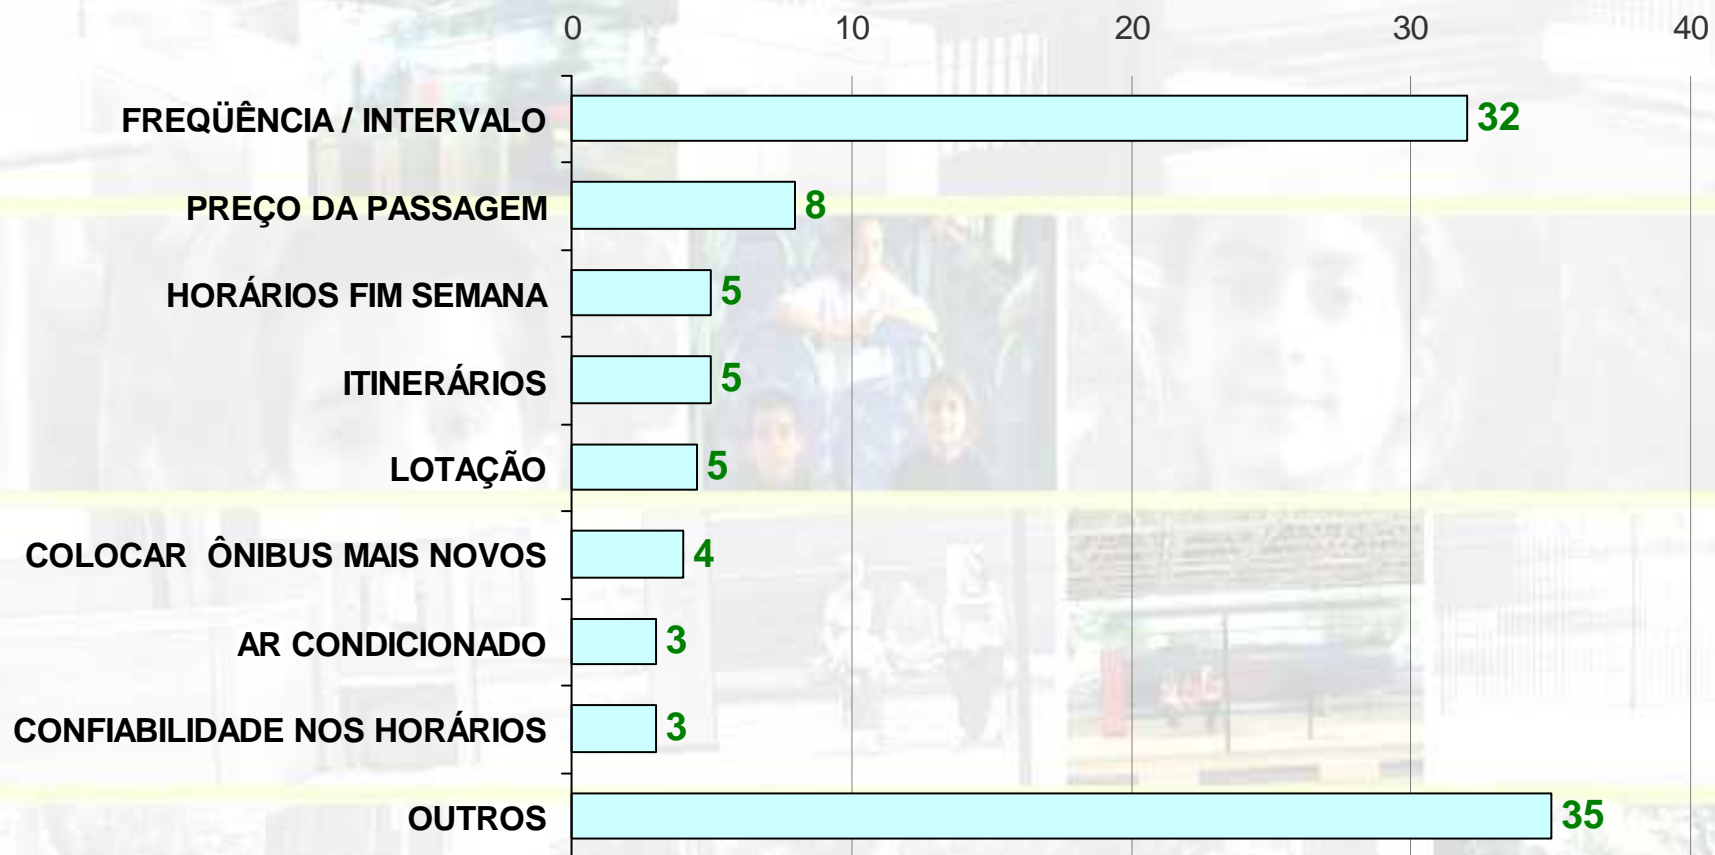 0 10 20 30 40
FREQÜÊNCIA / INTERVALO 32
PREÇO DA PASSAGEM 8
HORÁRIOS FIM SEMANA 5
ITINERÁRIOS 5
LOTAÇÃO 5
COLOCAR ÔNIBUS MAIS NOVOS 4
AR CONDICIONADO 3
CONFIABILIDADE NOS HORÁRIOS 3
OUTROS 35